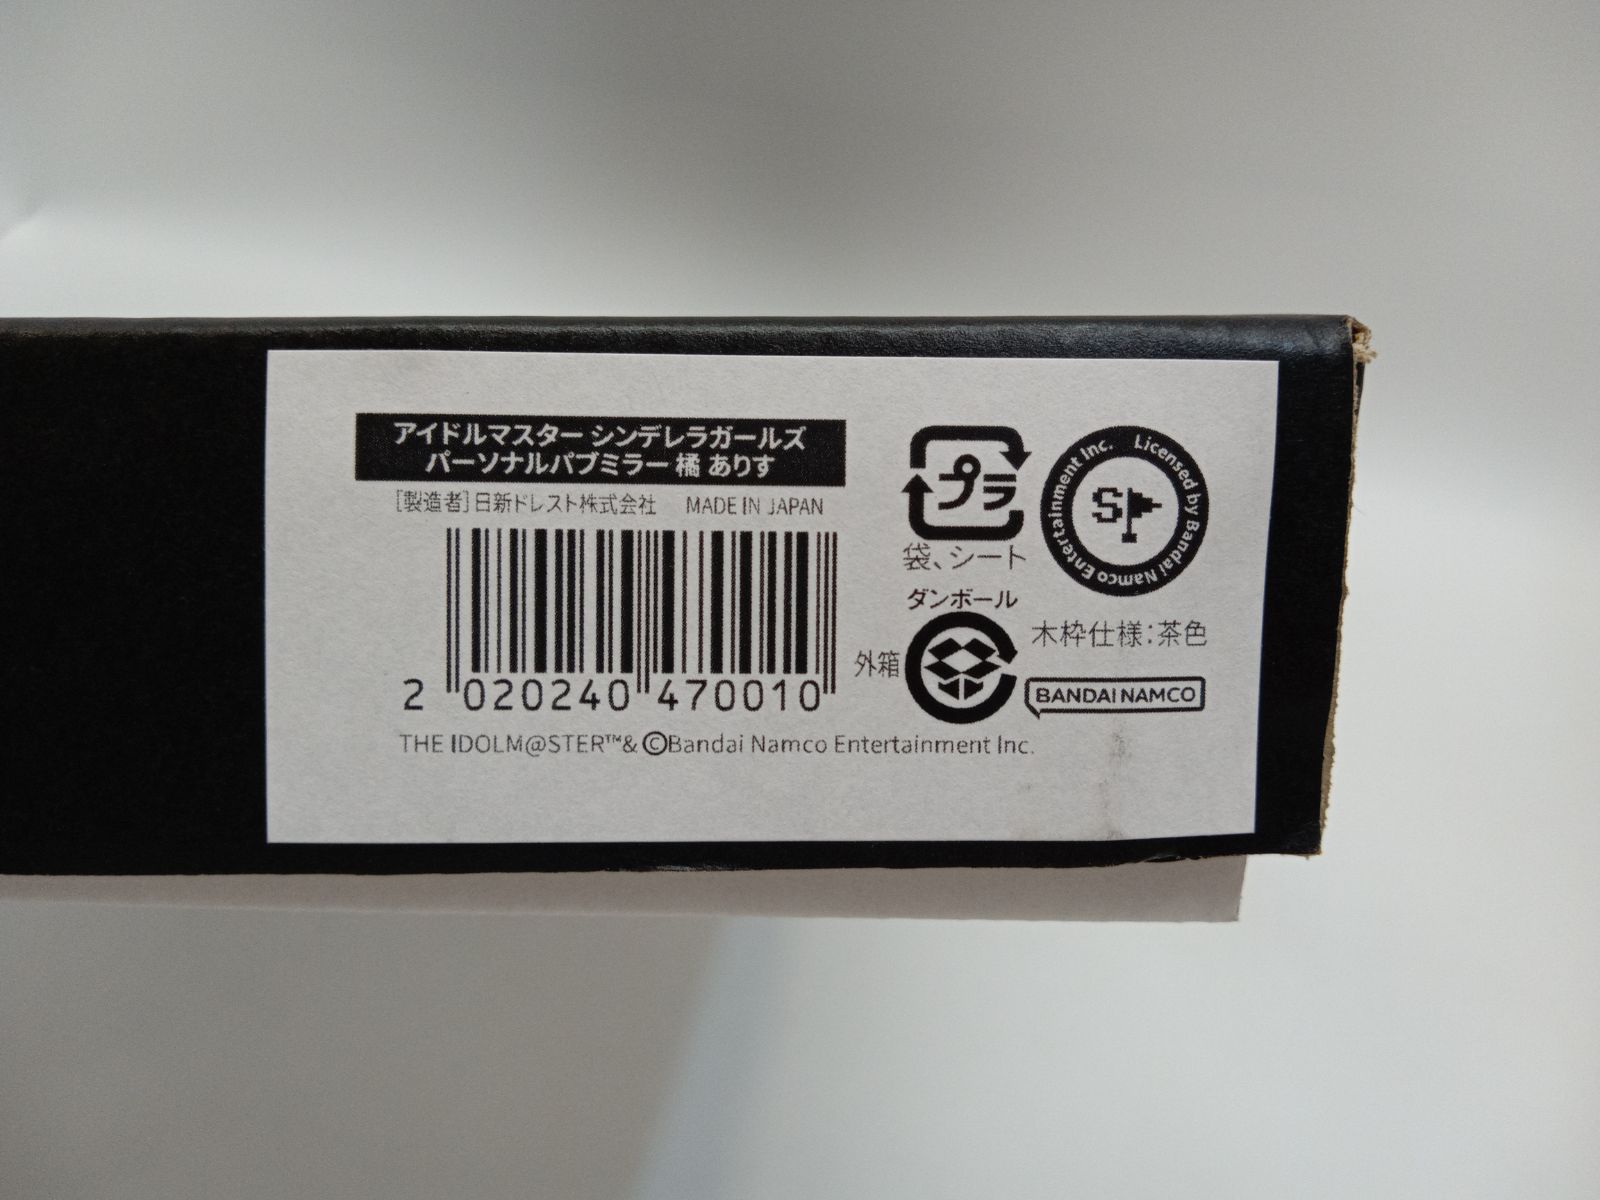 アイドルマスター シンデレラガールズ
パーソナルパブミラー 橘 ありす
[製造者]日新ドレスト株式会社 MADE IN JAPAN
2 020240 470010
THE IDOLM@STER™& ©Bandai Namco Entertainment Inc.
プラ
袋、シート
ダンボール
外箱
Licensed by Bandai Namco Entertainment Inc.
S
木枠仕様:茶色
BANDAI NAMCO